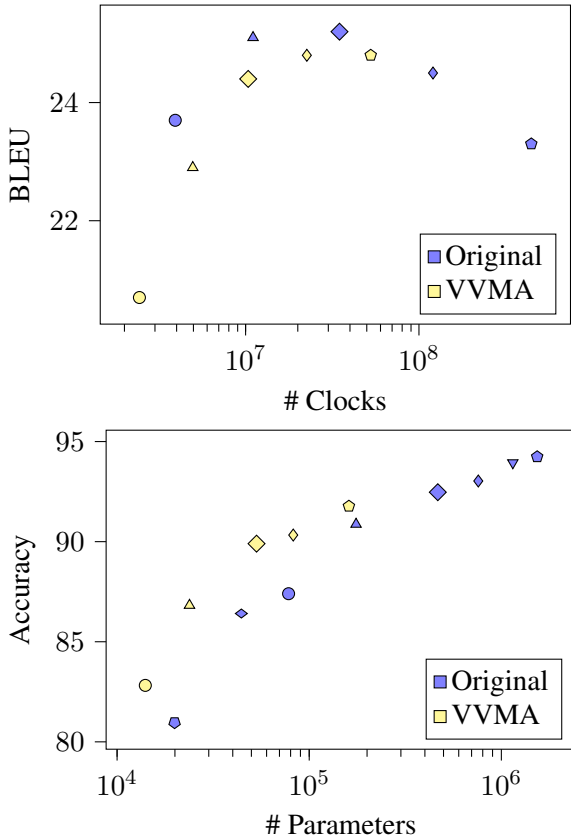 24
22
BLEU
Original
VVMA
10^7
10^8
# Clocks
95
90
85
80
Accuracy
Original
VVMA
10^4
10^5
10^6
# Parameters